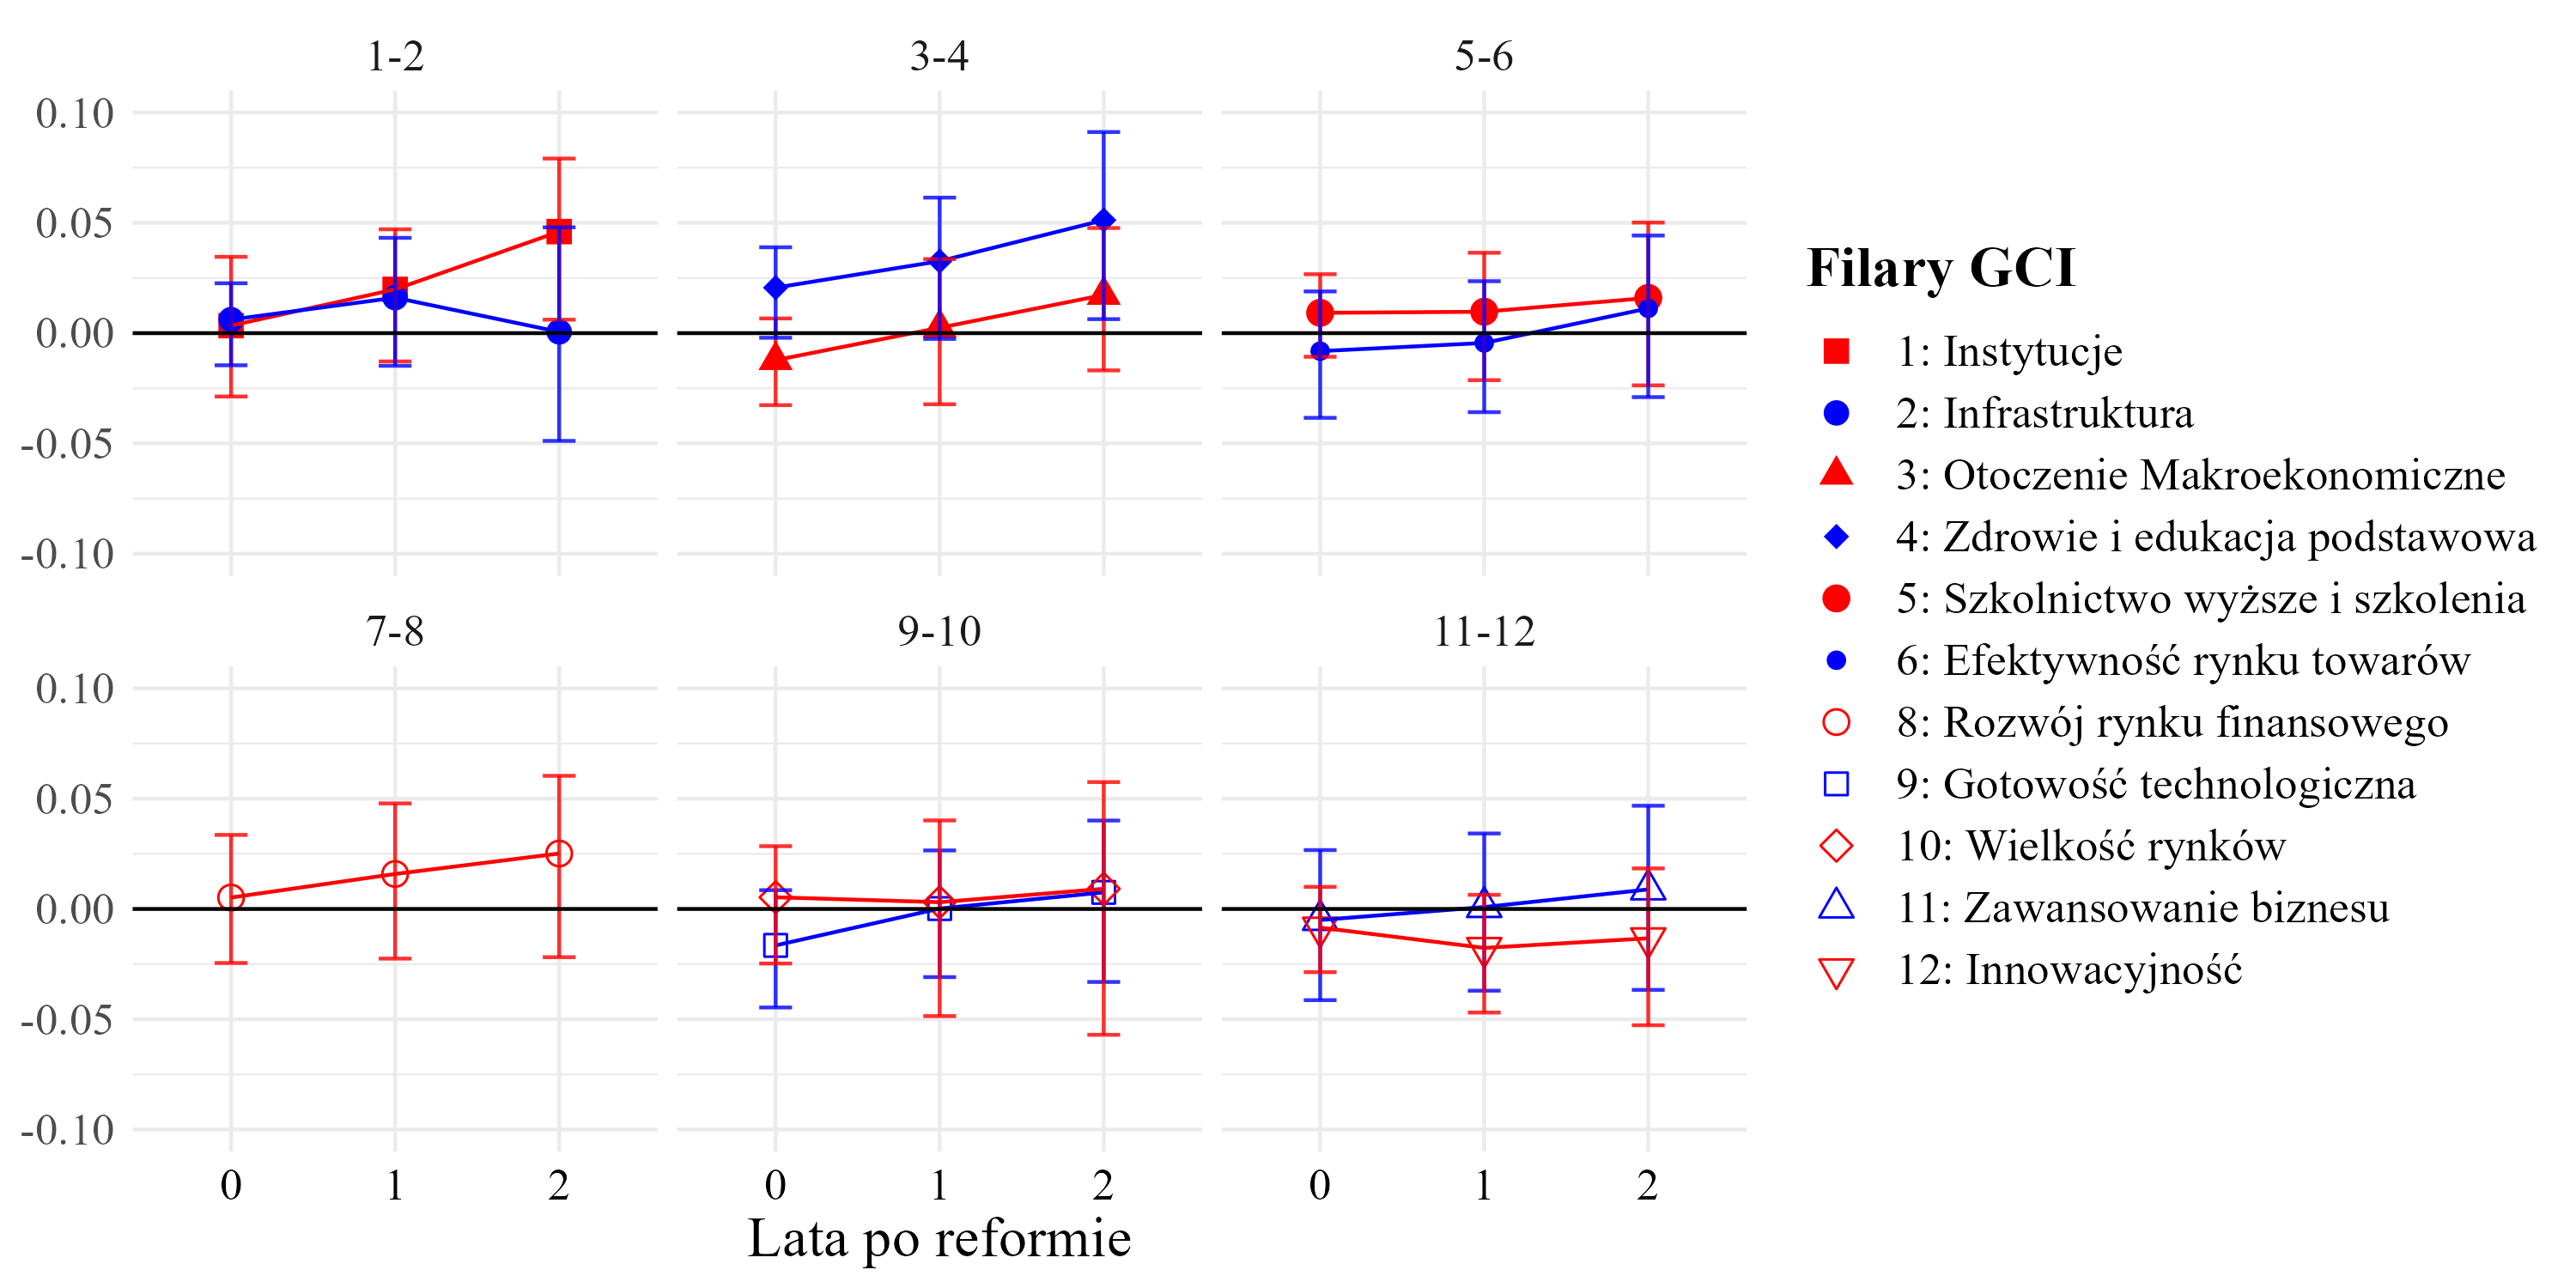 1-2 3-4 5-6
0.10
0.05
0.00
-0.05
-0.10
7-8 9-10 11-12
0.10
0.05
0.00
-0.05
-0.10
0 1 2 0 1 2 0 1 2
Lata po reformie
Filary GCI
1: Instytucje
2: Infrastruktura
3: Otoczenie Makroekonomiczne
4: Zdrowie i edukacja podstawowa
5: Szkolnictwo wyższe i szkolenia
6: Efektywność rynku towarów
8: Rozwój rynku finansowego
9: Gotowość technologiczna
10: Wielkość rynków
11: Zawansowanie biznesu
12: Innowacyjność